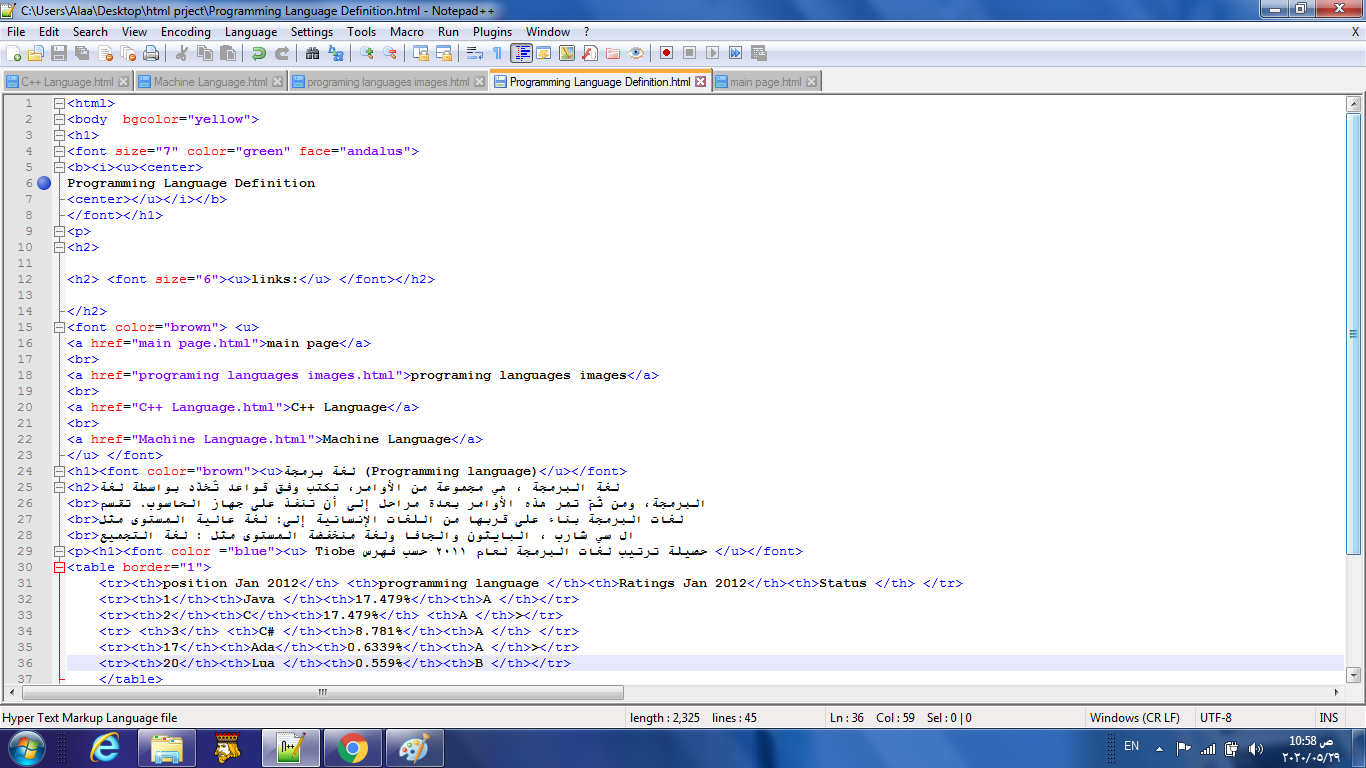 C:\Users\Alaa\Desktop\html prject\Programming Language Definition.html - Notepad++
File Edit Search View Encoding Language Settings Tools Macro Run Plugins Window ? X
C++ Language.html Machine Language.html programing languages images.html Programming Language Definition.html main page.html
1 <html>
2 <body  bgcolor="yellow">
3 <h1>
4 <font size="7" color="green" face="andalus">
5 <b><i><u><center>
6 Programming Language Definition
7 <center></u></i></b>
8 </font></h1>
9 <p>
10 <h2>
11
12 <h2> <font size="6"><u>links:</u> </font></h2>
13
14 </h2>
15 <font color="brown"> <u>
16 <a href="main page.html">main page</a>
17 <br>
18 <a href="programing languages images.html">programing languages images</a>
19 <br>
20 <a href="C++ Language.html">C++ Language</a>
21 <br>
22 <a href="Machine Language.html">Machine Language</a>
23 </u> </font>
24 <h1><font color="brown"><u>لغة برمجة (Programming language)</u></font>
25 <h2>لغة البرمجة ، هي مجموعة من الأوامر، تكتب وفق قواعد تُحَدّد بواسطة لغة
26 <br>البرمجة، ومن ثُمّ تمر هذه الأوامر بعدة مراحل إلى أن تنفذ على جهاز الحاسوب. تقسم
27 <br>لغات البرمجة بناء على قربها من اللغات الإنسانية إلى: لغة عالية المستوى مثل
28 <br>ال سي شارب ، البايثون والجافا ولغة منخفضة المستوى مثل : لغة التجميع
29 <p><h1><font color ="blue"><u> Tiobe حصيلة ترتيب لغات البرمجة لعام ٢٠١١ حسب فهرس </u></font>
30 <table border="1">
31 <tr><th>position Jan 2012</th> <th>programming language </th><th>Ratings Jan 2012</th><th>Status </th> </tr>
32 <tr><th>1</th><th>Java </th><th>17.479%</th><th>A </th></tr>
33 <tr><th>2</th><th>C</th><th>17.479%</th> <th>A </th>></tr>
34 <tr> <th>3</th> <th>C# </th><th>8.781%</th><th>A </th> </tr>
35 <tr><th>17</th><th>Ada</th><th>0.6339%</th><th>A </th>></tr>
36 <tr><th>20</th><th>Lua </th><th>0.559%</th><th>B </th></tr>
37 </table>
Hyper Text Markup Language file length : 2,325 lines : 45 Ln : 36 Col : 59 Sel : 0 | 0 Windows (CR LF) UTF-8 INS
EN 10:58 ص
٢٠٢٠/٠٥/٢٩